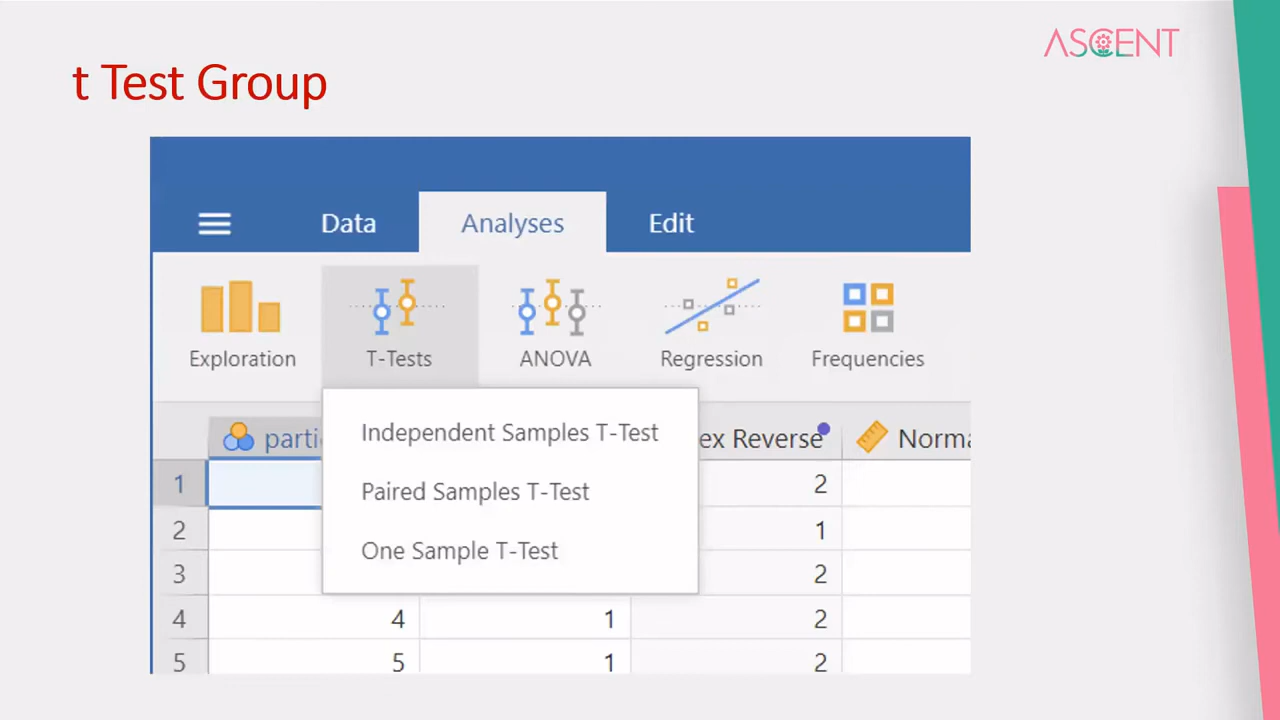 ASCENT
t Test Group
Data Analyses Edit
Exploration T-Tests ANOVA Regression Frequencies
Independent Samples T-Test
Paired Samples T-Test
One Sample T-Test
parti ex Reverse Norma
1 2
2 1
3 2
4 4 1 2
5 5 1 2